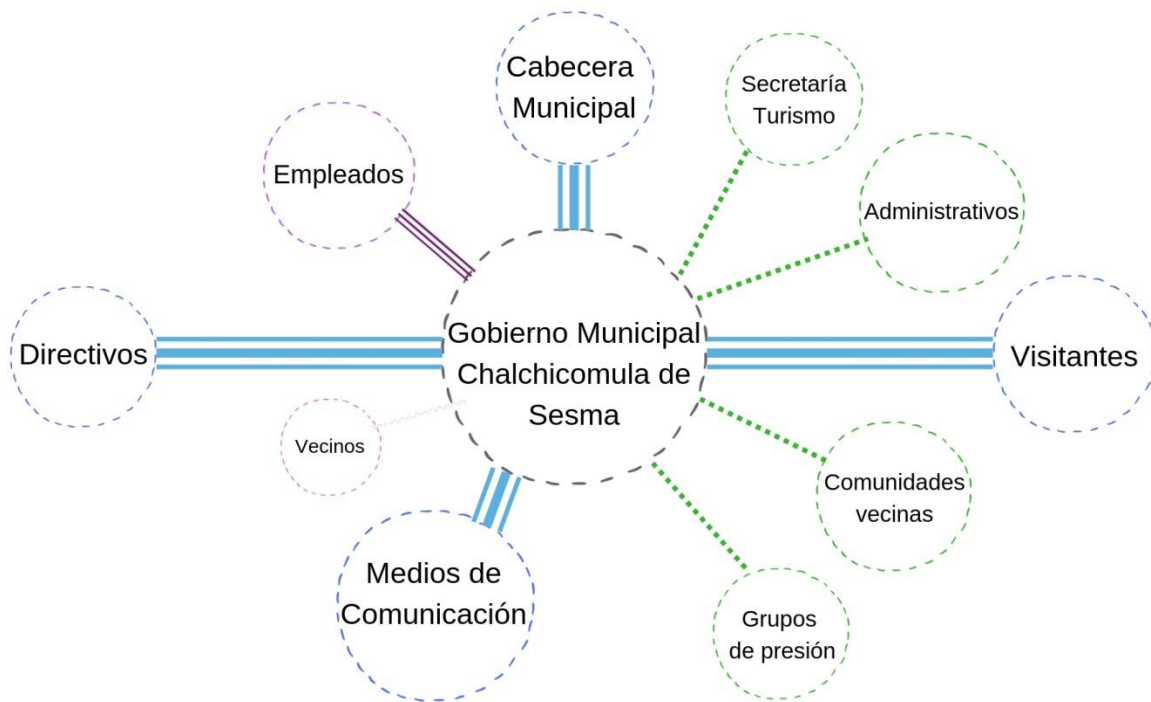 Cabecera
Municipal
Secretaría
Turismo
Empleados
Administrativos
Directivos
Gobierno Municipal
Chalchicomula de
Sesma
Visitantes
Vecinos
Comunidades
vecinas
Medios de
Comunicación
Grupos
de presión